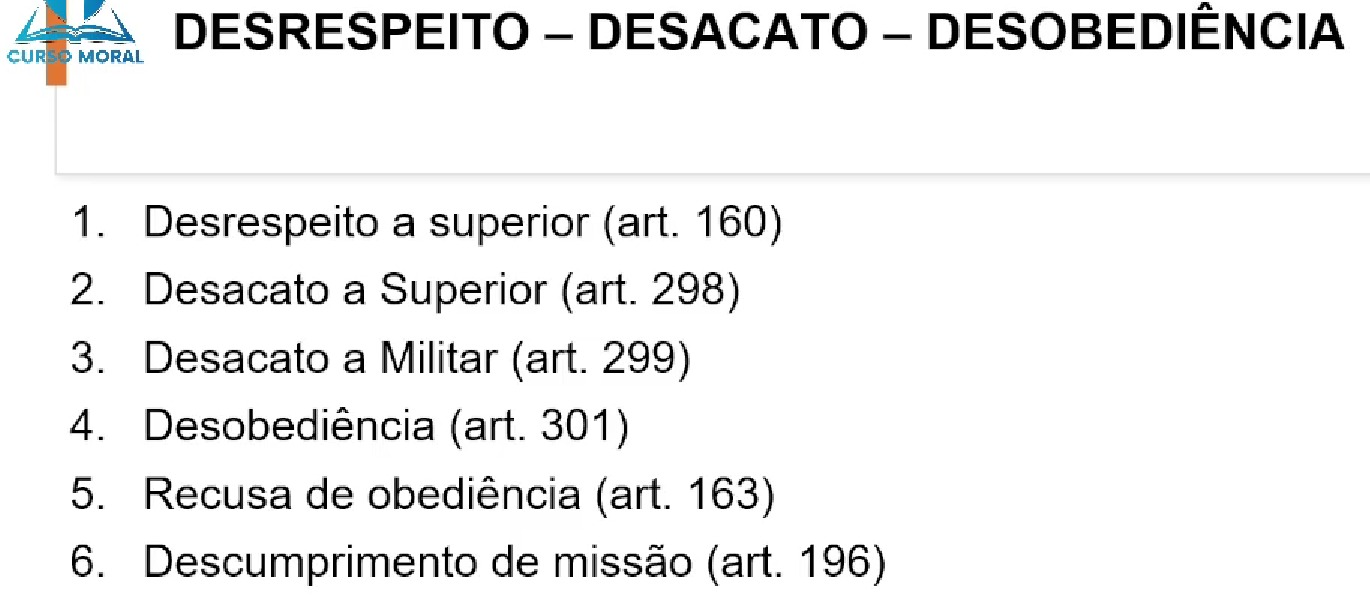 CURSO MORAL
DESRESPEITO – DESACATO – DESOBEDIÊNCIA
1. Desrespeito a superior (art. 160)
2. Desacato a Superior (art. 298)
3. Desacato a Militar (art. 299)
4. Desobediência (art. 301)
5. Recusa de obediência (art. 163)
6. Descumprimento de missão (art. 196)